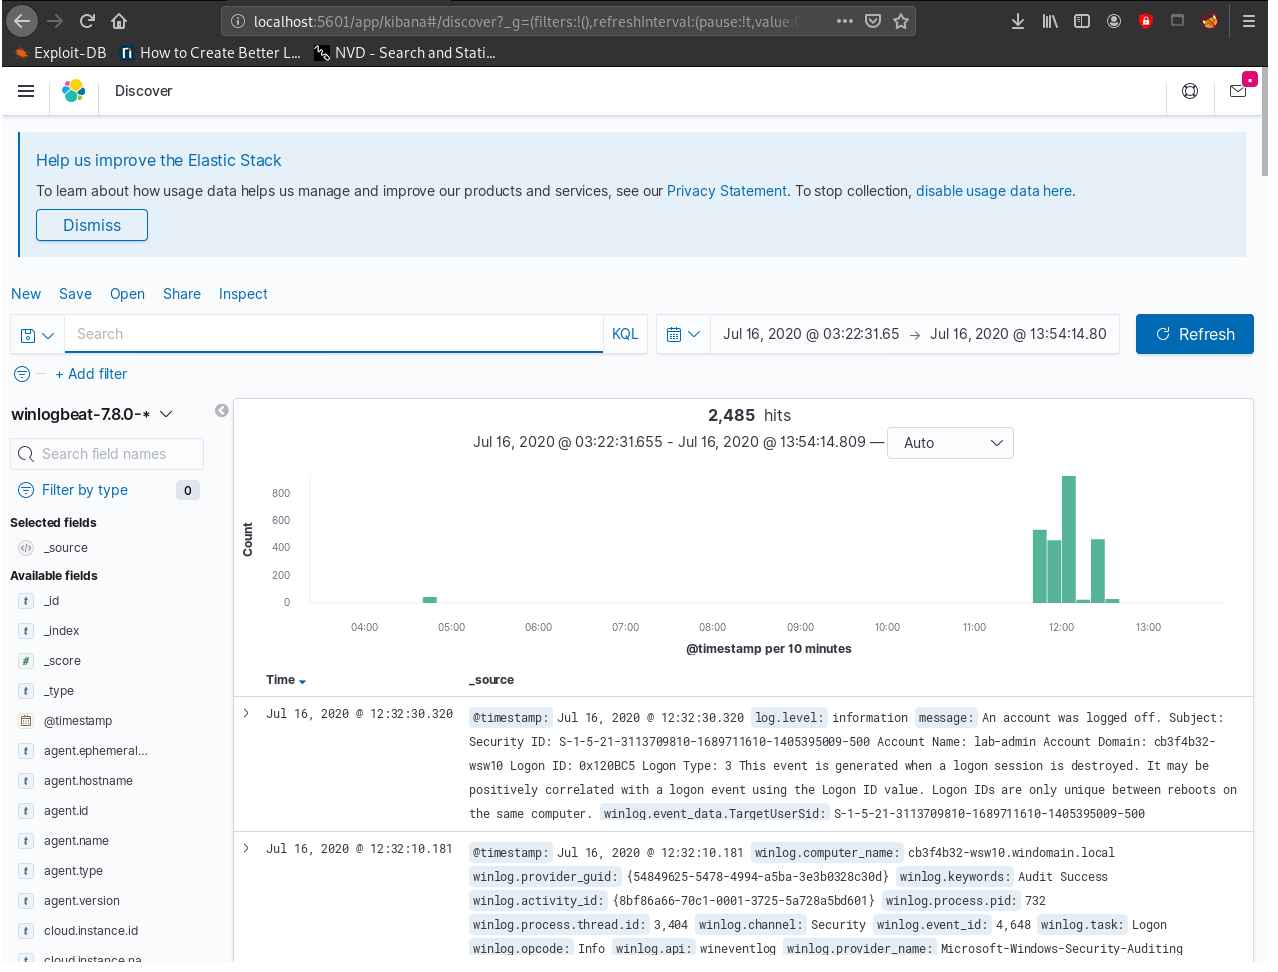 localhost:5601/app/kibana#/discover?_g=(filters:!(),refreshInterval:(pause:!t,value:
Exploit-DB How to Create Better L... NVD - Search and Stati...
Discover
Help us improve the Elastic Stack
To learn about how usage data helps us manage and improve our products and services, see our Privacy Statement. To stop collection, disable usage data here.
Dismiss
New Save Open Share Inspect
Search KQL Jul 16, 2020 @ 03:22:31.65 → Jul 16, 2020 @ 13:54:14.80 Refresh
+ Add filter
winlogbeat-7.8.0-*
Search field names
Filter by type 0
Selected fields
_source
Available fields
_id
_index
_score
_type
@timestamp
agent.ephemeral...
agent.hostname
agent.id
agent.name
agent.type
agent.version
cloud.instance.id
cloud.instance.na
2,485 hits
Jul 16, 2020 @ 03:22:31.655 - Jul 16, 2020 @ 13:54:14.809 — Auto
Count
800
600
400
200
0
04:00 05:00 06:00 07:00 08:00 09:00 10:00 11:00 12:00 13:00
@timestamp per 10 minutes
Time _source
Jul 16, 2020 @ 12:32:30.320 @timestamp: Jul 16, 2020 @ 12:32:30.320 log.level: information message: An account was logged off. Subject:
Security ID: S-1-5-21-3113709810-1689711610-1405395009-500 Account Name: lab-admin Account Domain: cb3f4b32-
wsw10 Logon ID: 0x120BC5 Logon Type: 3 This event is generated when a logon session is destroyed. It may be
positively correlated with a logon event using the Logon ID value. Logon IDs are only unique between reboots on
the same computer. winlog.event_data.TargetUserSid: S-1-5-21-3113709810-1689711610-1405395009-500
Jul 16, 2020 @ 12:32:10.181 @timestamp: Jul 16, 2020 @ 12:32:10.181 winlog.computer_name: cb3f4b32-wsw10.windomain.local
winlog.provider_guid: {54849625-5478-4994-a5ba-3e3b0328c30d} winlog.keywords: Audit Success
winlog.activity_id: {8bf86a66-70c1-0001-3725-5a728a5bd601} winlog.process.pid: 732
winlog.process.thread.id: 3,404 winlog.channel: Security winlog.event_id: 4,648 winlog.task: Logon
winlog.opcode: Info winlog.api: wineventlog winlog.provider_name: Microsoft-Windows-Security-Auditing